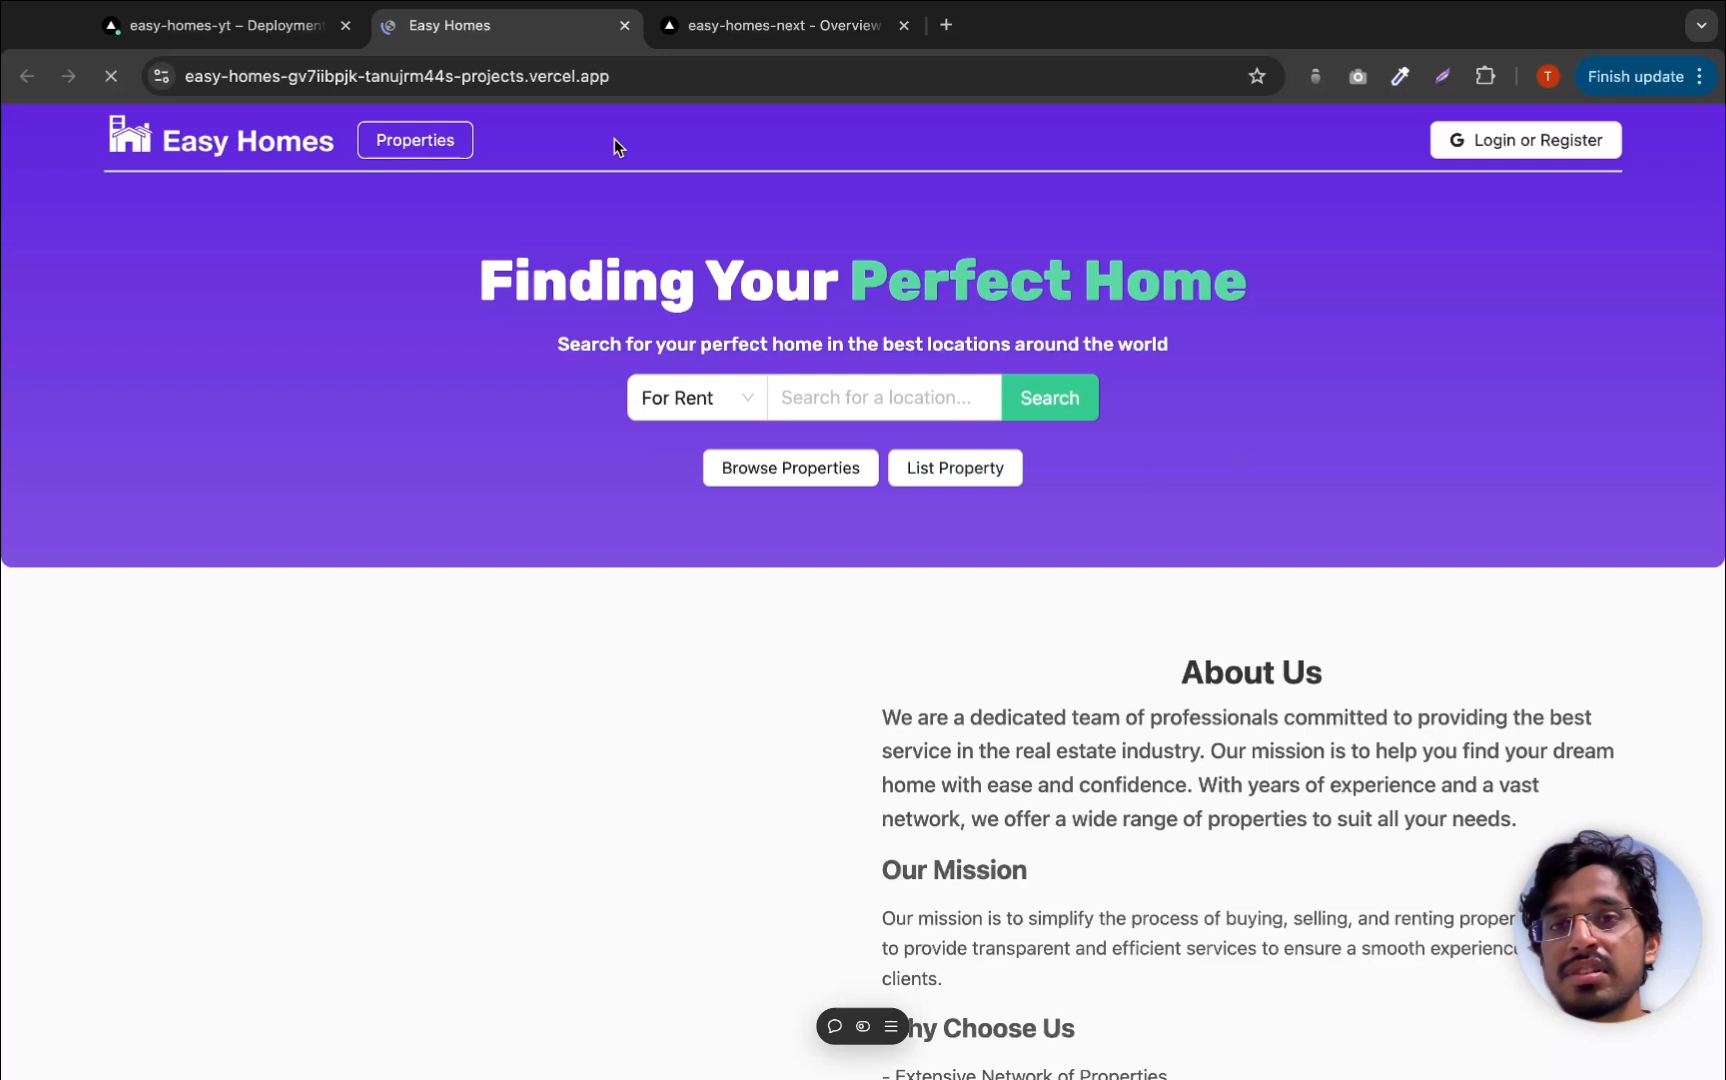 easy-homes-yt – Deployment
Easy Homes
easy-homes-next - Overview
easy-homes-gv7iibpjk-tanujrm44s-projects.vercel.app
T
Finish update
Easy Homes
Properties
G Login or Register
Finding Your Perfect Home
Search for your perfect home in the best locations around the world
For Rent
Search for a location...
Search
Browse Properties
List Property
About Us
We are a dedicated team of professionals committed to providing the best
service in the real estate industry. Our mission is to help you find your dream
home with ease and confidence. With years of experience and a vast
network, we offer a wide range of properties to suit all your needs.
Our Mission
Our mission is to simplify the process of buying, selling, and renting proper
to provide transparent and efficient services to ensure a smooth experience
clients.
hy Choose Us
- Extensive Network of Properties